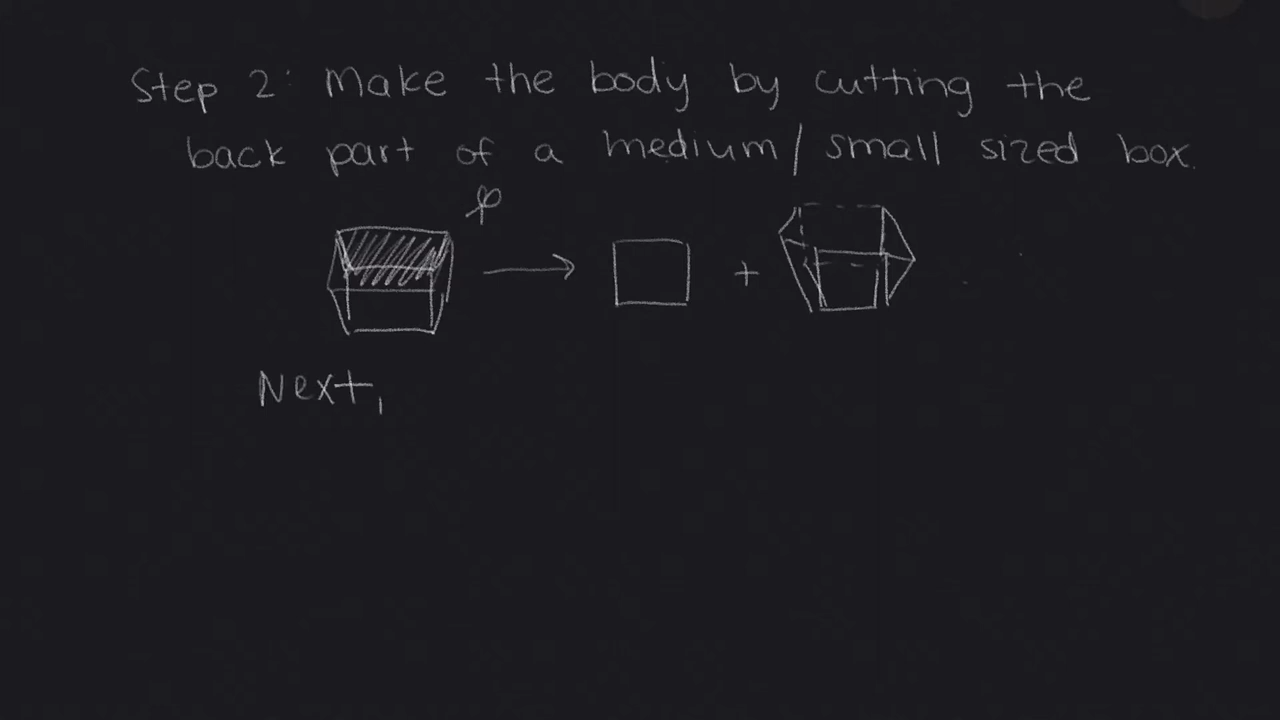 Step 2: Make the body by cutting the
back part of a medium/small sized box.
Next,